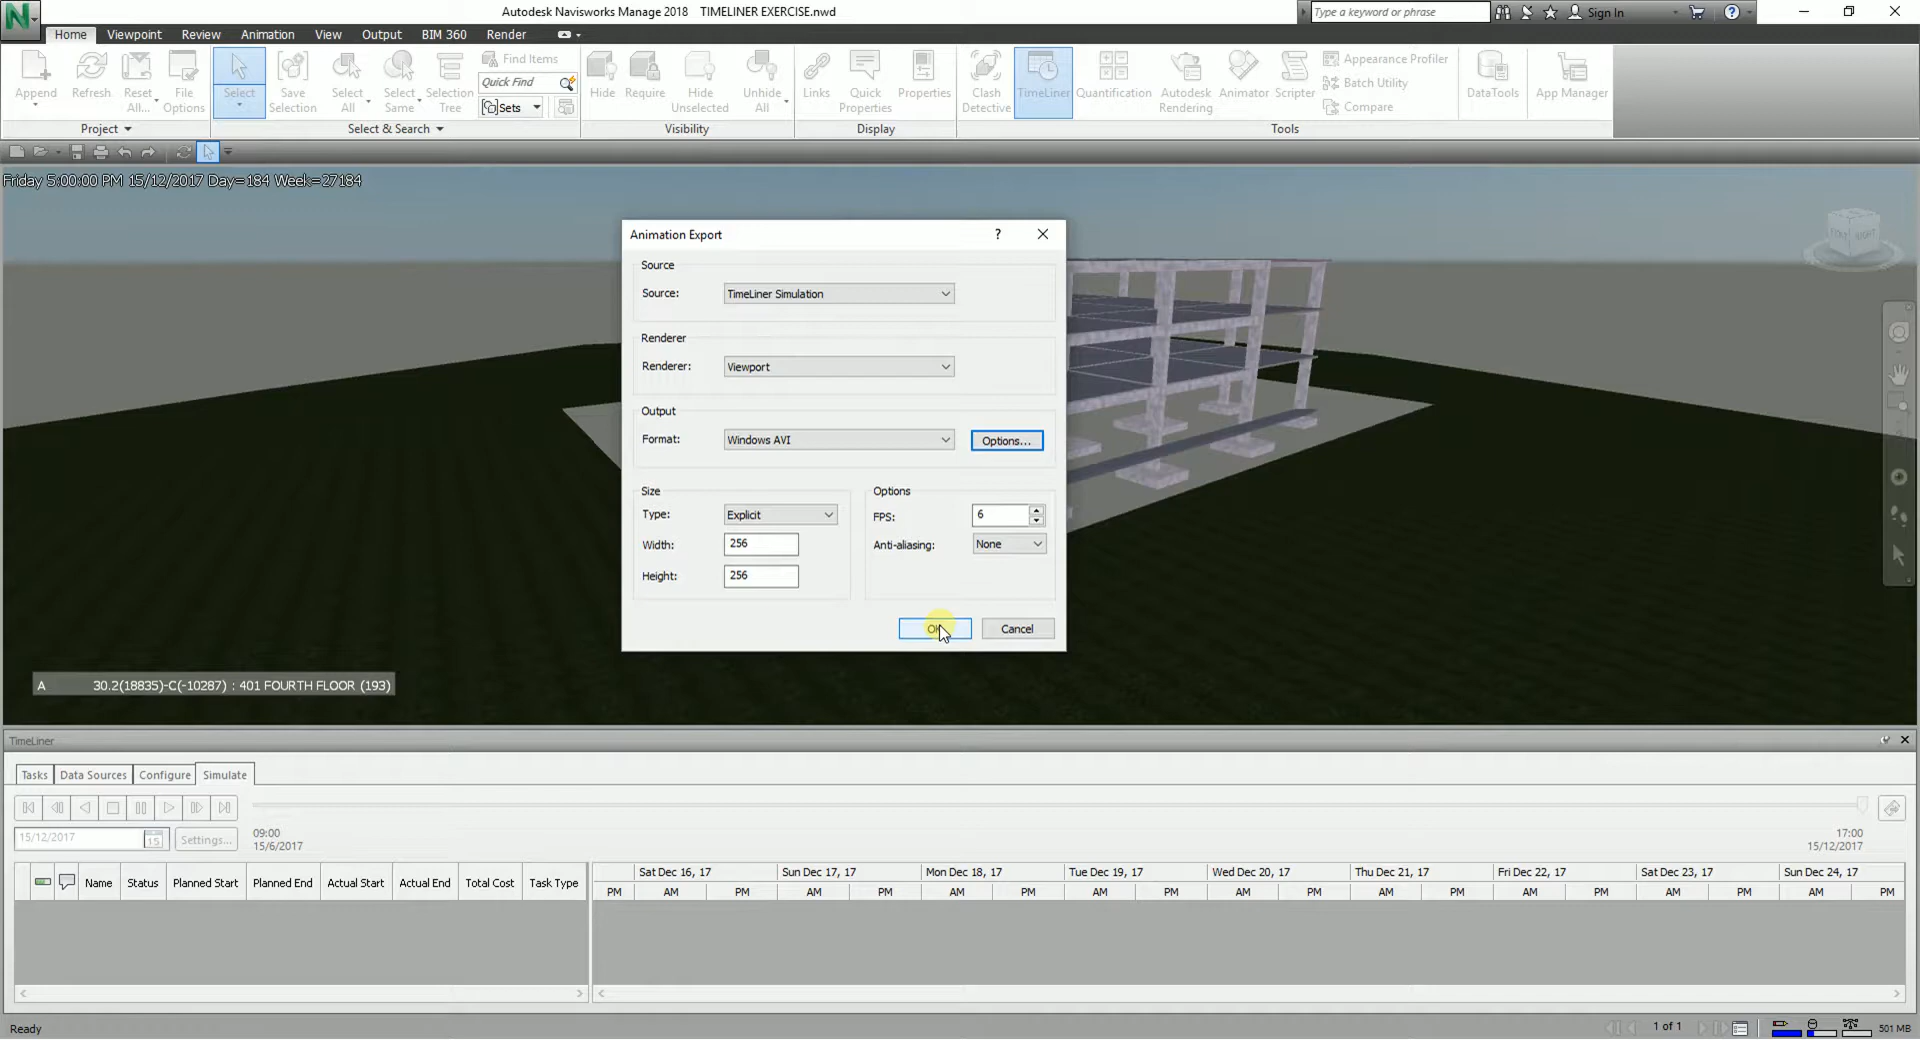 Autodesk Navisworks Manage 2018 TIMELINER EXERCISE.nwd
Type a keyword or phrase
Sign In
Home Viewpoint Review Animation View Output BIM 360 Render
Append
Refresh
Reset All...
File Options
Select
Save Selection
Select All
Select Same
Selection Tree
Find Items
Quick Find
Sets
Hide
Require
Hide Unselected
Unhide All
Links
Quick Properties
Properties
Clash Detective
TimeLiner
Quantification
Autodesk Rendering
Animator
Scripter
Appearance Profiler
Batch Utility
Compare
DataTools
App Manager
Project Select & Search Visibility Display Tools
Friday 5:00:00 PM 15/12/2017 Day=184 Week=27184
Animation Export
Source
Source: TimeLiner Simulation
Renderer
Renderer: Viewport
Output
Format: Windows AVI Options...
Size
Type: Explicit
Width: 256
Height: 256
Options
FPS: 6
Anti-aliasing: None
OK Cancel
RIGHT
A 30.2(18835)-C(-10287) : 401 FOURTH FLOOR (193)
TimeLiner
Tasks Data Sources Configure Simulate
15/12/2017 15 Settings...
09:00
15/6/2017
17:00
15/12/2017
Name Status Planned Start Planned End Actual Start Actual End Total Cost Task Type
Sat Dec 16, 17 Sun Dec 17, 17 Mon Dec 18, 17 Tue Dec 19, 17 Wed Dec 20, 17 Thu Dec 21, 17 Fri Dec 22, 17 Sat Dec 23, 17 Sun Dec 24, 17
PM AM PM AM PM AM PM AM PM AM PM AM PM AM PM AM PM AM PM
Ready
1 of 1
501 MB